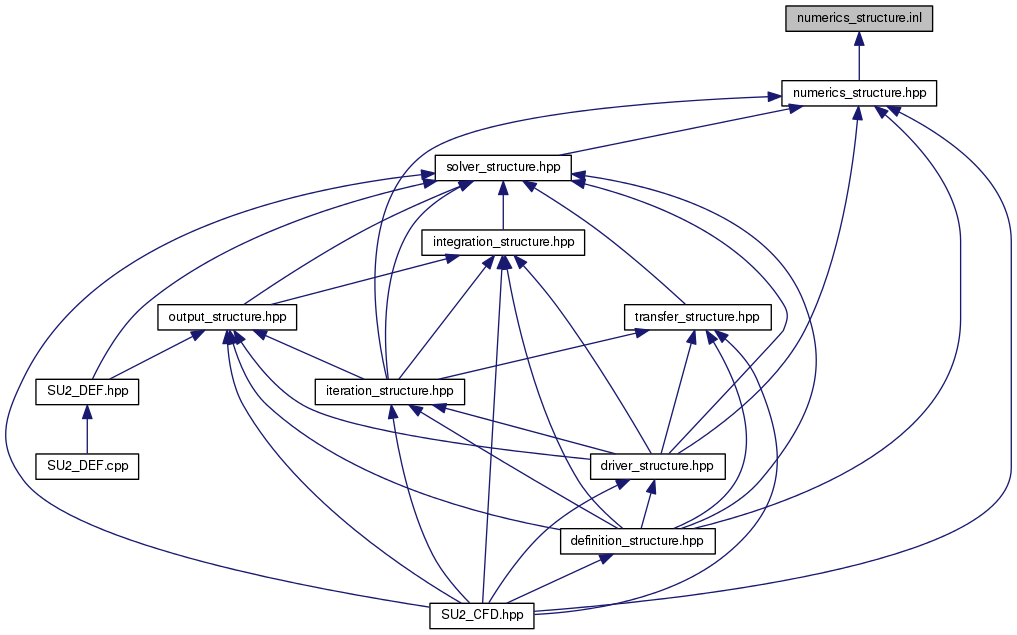 numerics_structure.inl
numerics_structure.hpp
solver_structure.hpp
integration_structure.hpp
output_structure.hpp
transfer_structure.hpp
SU2_DEF.hpp
iteration_structure.hpp
SU2_DEF.cpp
driver_structure.hpp
definition_structure.hpp
SU2_CFD.hpp